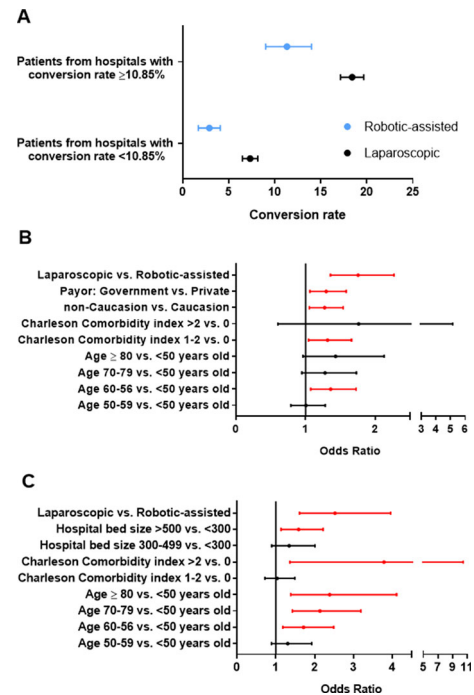 A
Patients from hospitals with
conversion rate ≥10.85%
Patients from hospitals with
conversion rate <10.85%
Robotic-assisted
Laparoscopic
0 5 10 15 20 25
Conversion rate
B
Laparoscopic vs. Robotic-assisted
Payor: Government vs. Private
non-Caucasion vs. Caucasion
Charleson Comorbidity index >2 vs. 0
Charleson Comorbidity index 1-2 vs. 0
Age ≥ 80 vs. <50 years old
Age 70-79 vs. <50 years old
Age 60-56 vs. <50 years old
Age 50-59 vs. <50 years old
0 1 2 3 4 5 6
Odds Ratio
C
Laparoscopic vs. Robotic-assisted
Hospital bed size >500 vs. <300
Hospital bed size 300-499 vs. <300
Charleson Comorbidity index >2 vs. 0
Charleson Comorbidity index 1-2 vs. 0
Age ≥ 80 vs. <50 years old
Age 70-79 vs. <50 years old
Age 60-56 vs. <50 years old
Age 50-59 vs. <50 years old
0 1 2 3 4 5 7 9 11
Odds Ratio